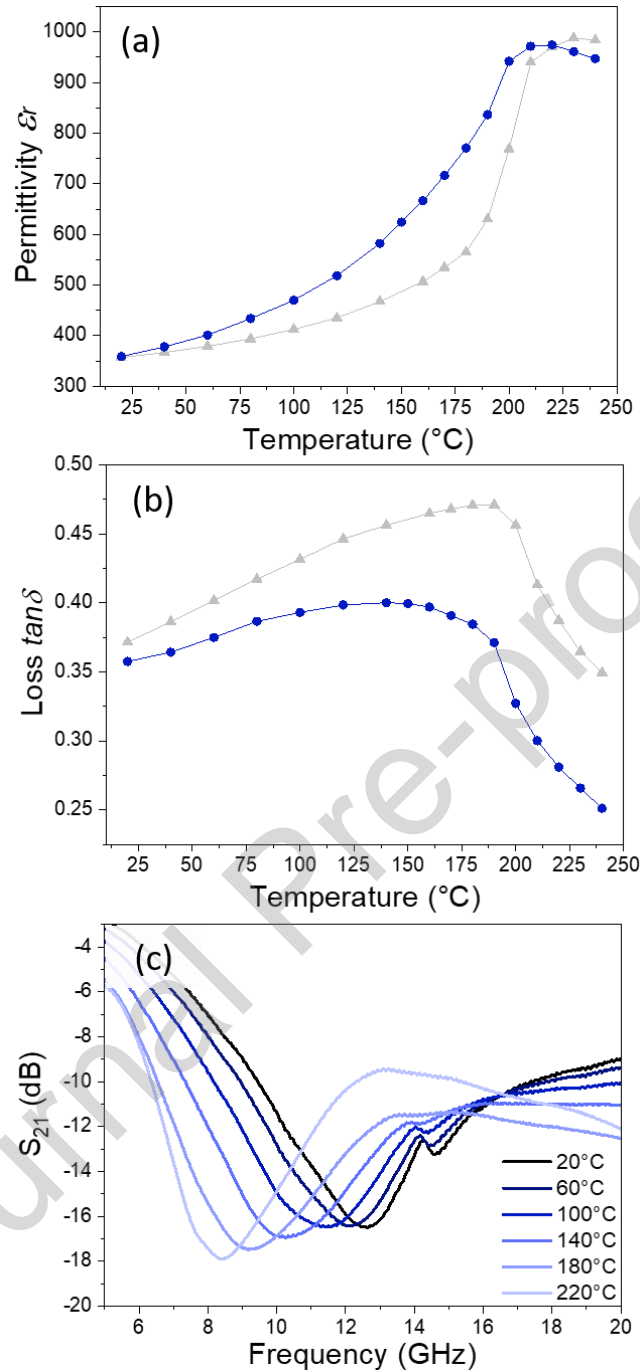 (a)
1000
900
800
700
600
500
400
300
Permittivity εr
25 50 75 100 125 150 175 200 225 250
Temperature (°C)
(b)
0.50
0.45
0.40
0.35
0.30
0.25
Loss tanδ
25 50 75 100 125 150 175 200 225 250
Temperature (°C)
(c)
-4
-6
-8
-10
-12
-14
-16
-18
-20
S21 (dB)
20°C
60°C
100°C
140°C
180°C
220°C
6 8 10 12 14 16 18 20
Frequency (GHz)
urnal Pre-proo